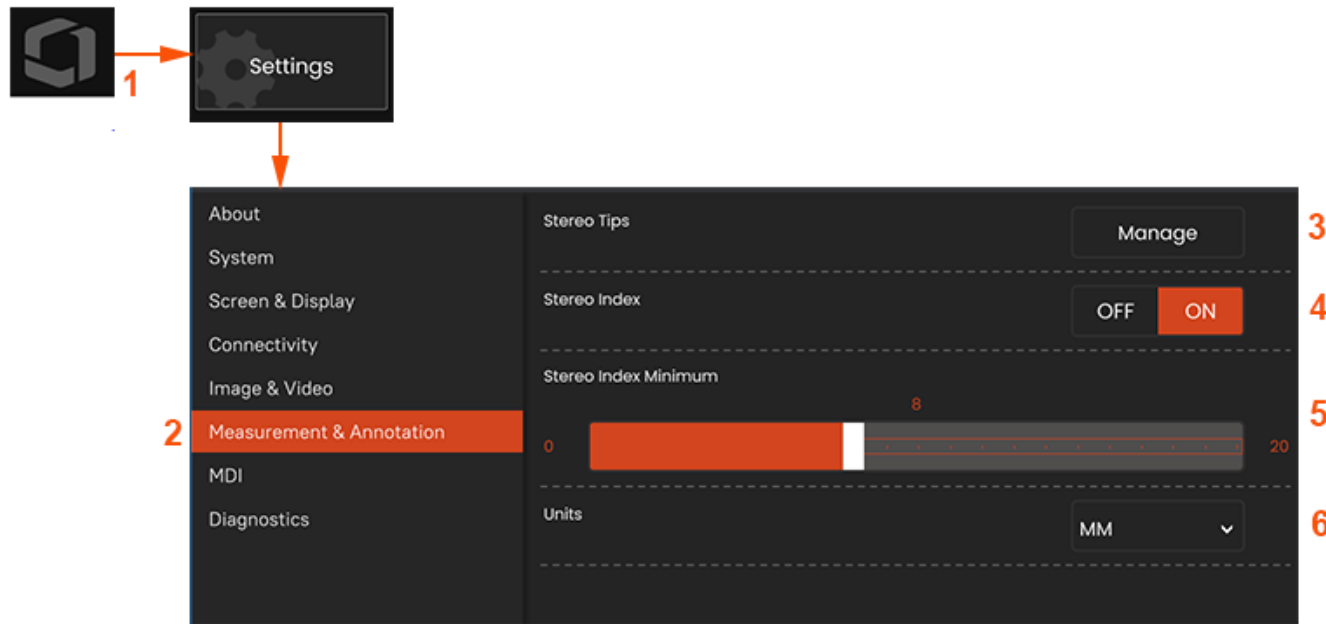 1
Settings
About
System
Screen & Display
Connectivity
Image & Video
2 Measurement & Annotation
MDI
Diagnostics
Stereo Tips Manage 3
Stereo Index OFF ON 4
Stereo Index Minimum
8
0 20 5
Units MM 6